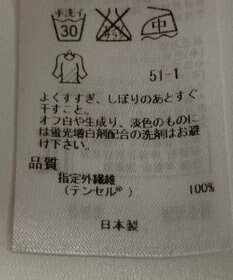 手洗イ
30
中
51-1
よくすすぎ、しぼりのあとすぐ
干すこと。
オフ白や生成り、淡色のものに
は蛍光増白剤配合の洗剤はお避
け下さい。
品質
指定外繊維
(テンセル®) 100%
日本製